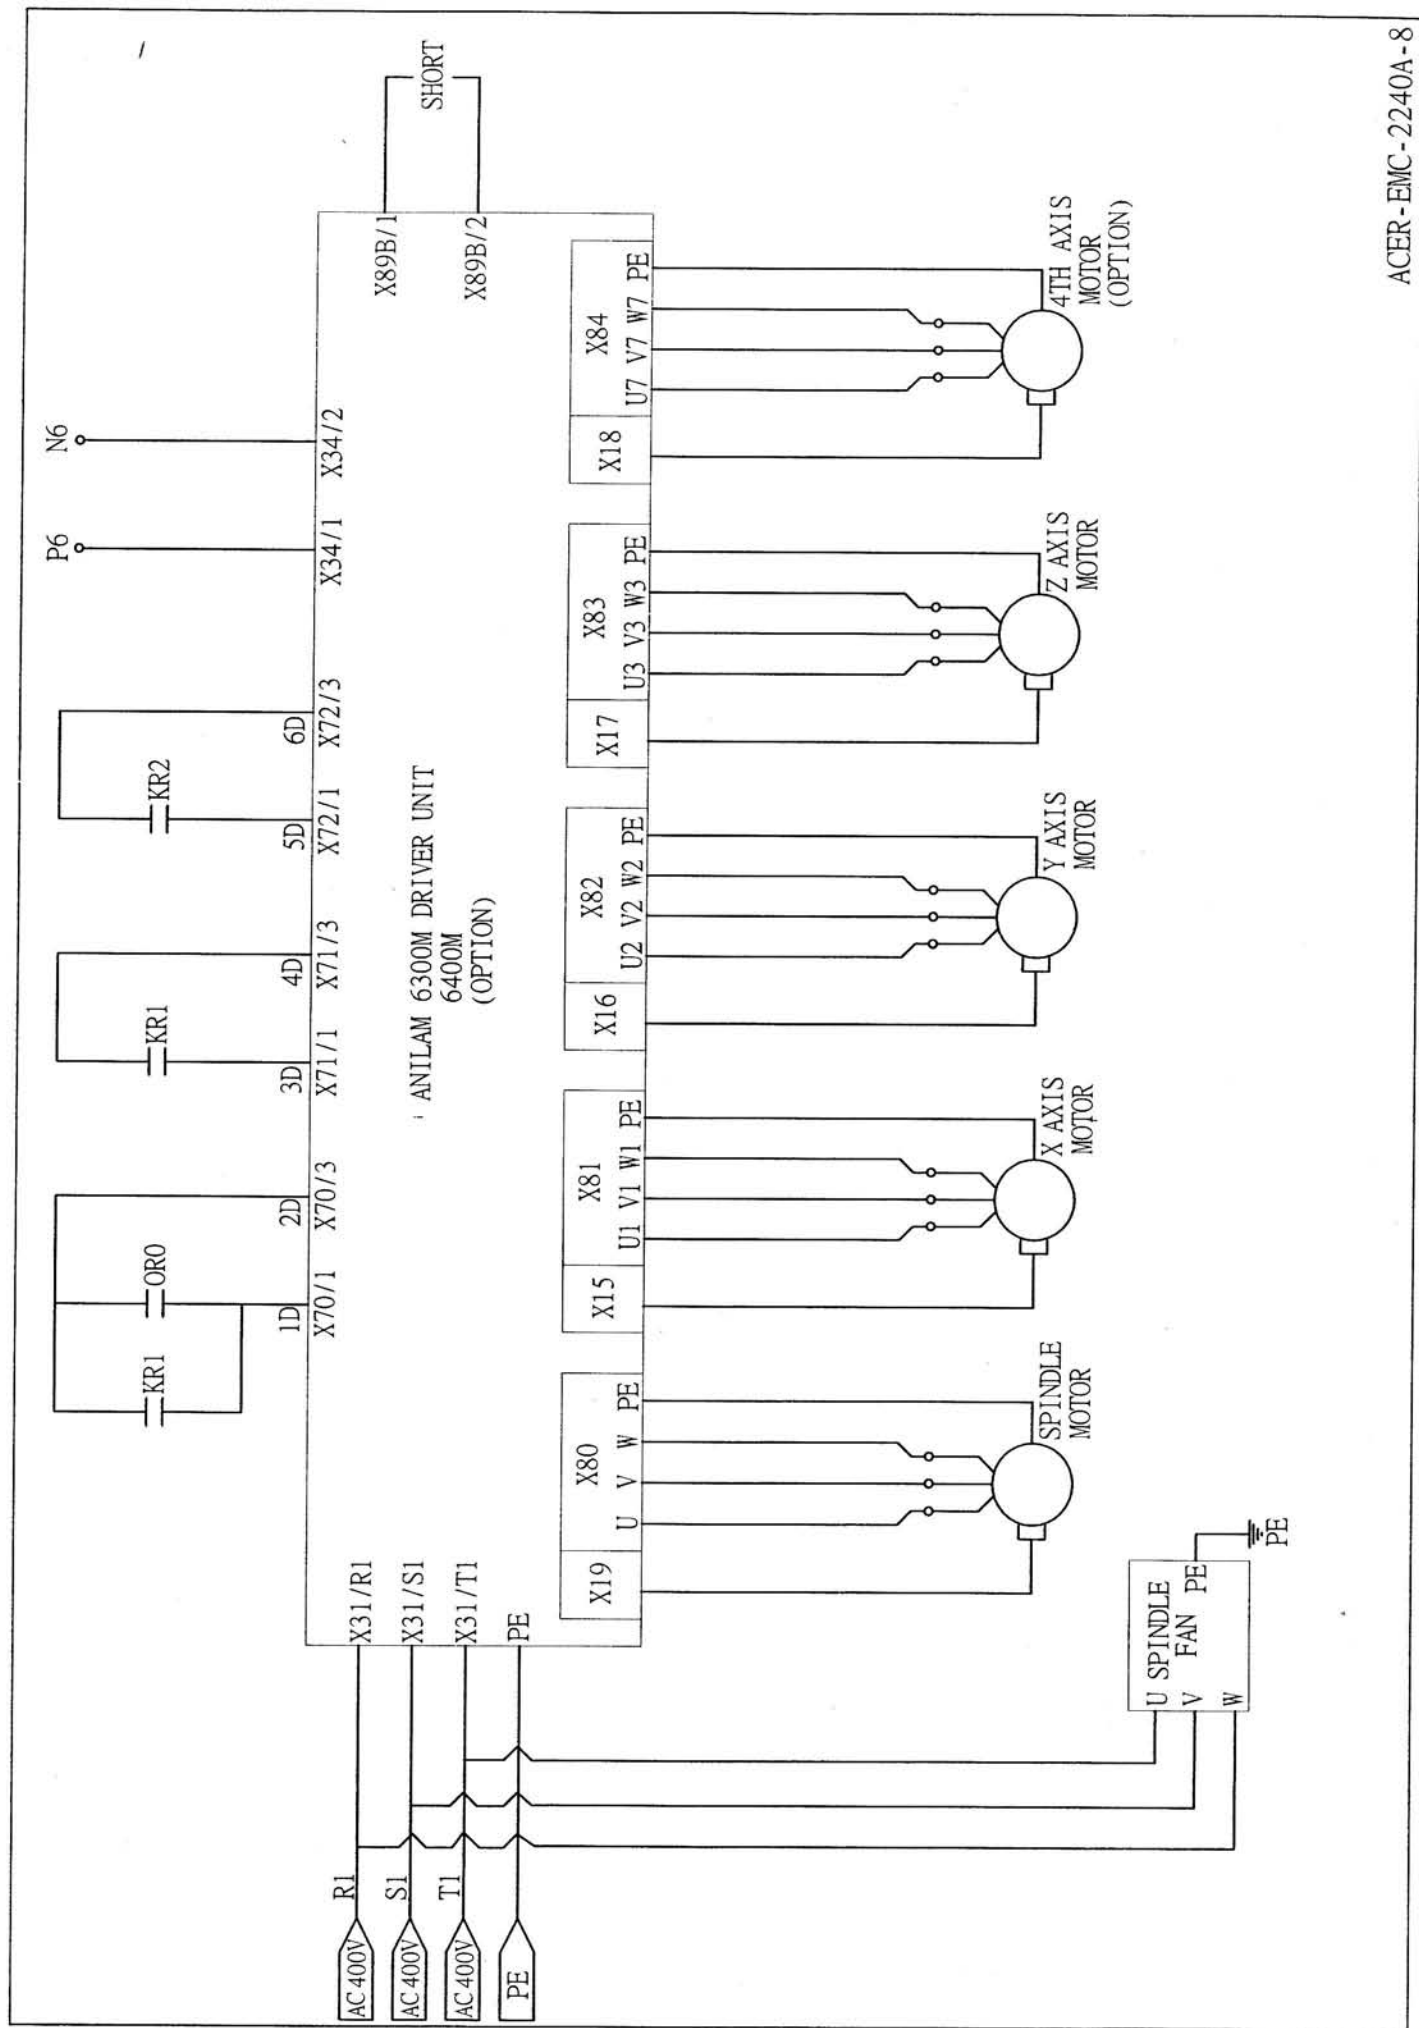 N6
P6
KR2
KR1
OR0
KR1
SHORT
1D
2D
3D
4D
5D
6D
X70/1
X70/3
X71/1
X71/3
X72/1
X72/3
X34/1
X34/2
X89B/1
X89B/2
ANILAM 6300M DRIVER UNIT
6400M
(OPTION)
AC400V
R1
X31/R1
AC400V
S1
X31/S1
AC400V
T1
X31/T1
PE
PE
X19
X80
U V W PE
X15
X81
U1 V1 W1 PE
X16
X82
U2 V2 W2 PE
X17
X83
U3 V3 W3 PE
X18
X84
U7 V7 W7 PE
SPINDLE
MOTOR
X AXIS
MOTOR
Y AXIS
MOTOR
Z AXIS
MOTOR
4TH AXIS
MOTOR
(OPTION)
U SPINDLE
V FAN PE
W
PE
ACER-EMC-2240A-8